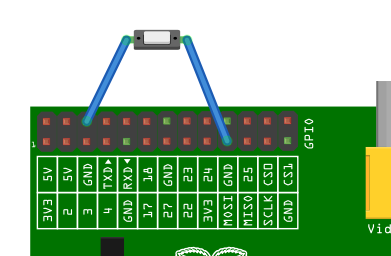 GPIO
1
5V 5V GND TXD▲ RXD▼ 18 GND 23 24 GND 25 CS0 CS1
3V3 2 3 4 GND 17 27 22 3V3 MOSI MISO SCLK GND
Vid